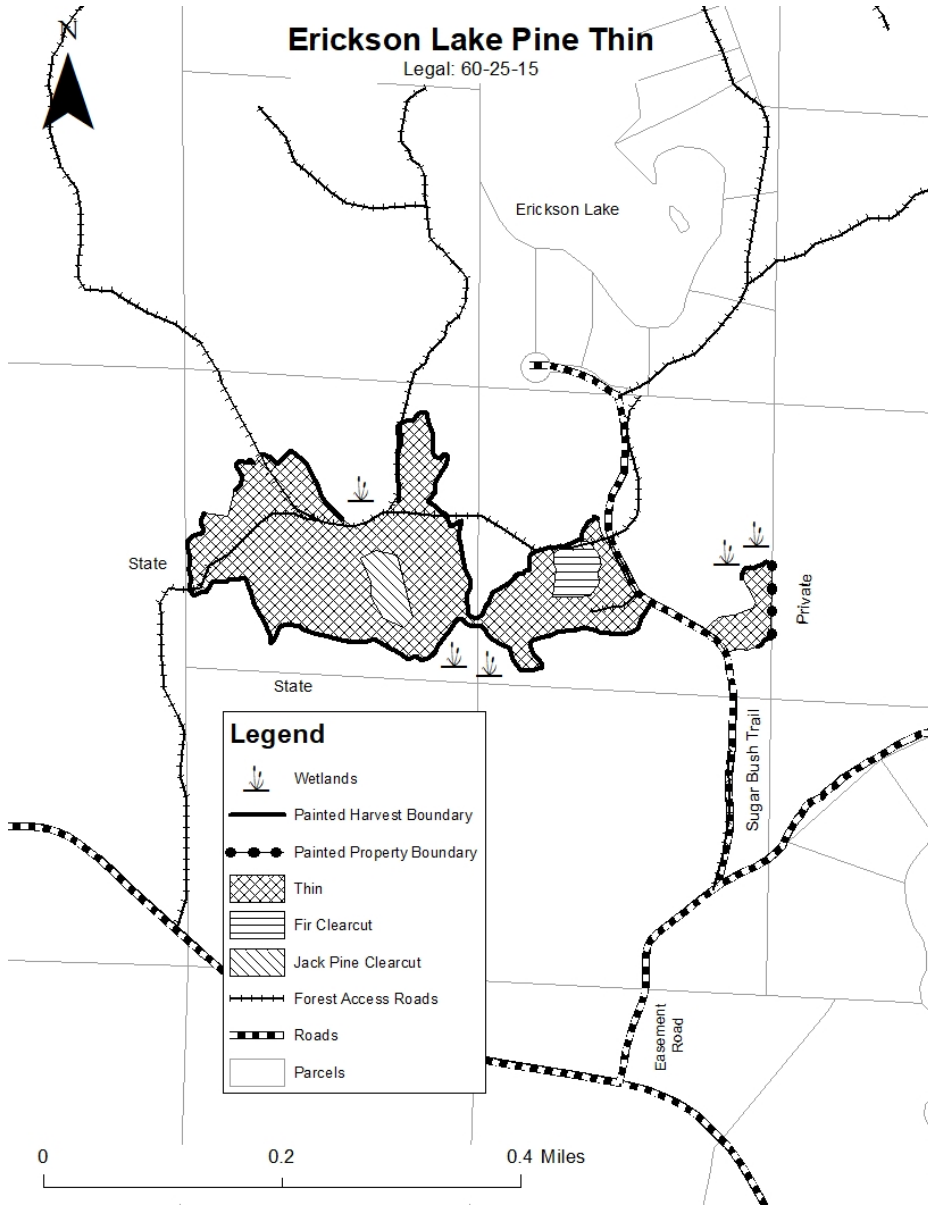 N
Erickson Lake Pine Thin
Legal: 60-25-15
Erickson Lake
State
Private
State
Sugar Bush Trail
Legend
Wetlands
Painted Harvest Boundary
Painted Property Boundary
Thin
Fir Clearcut
Jack Pine Clearcut
Forest Access Roads
Roads
Parcels
Easement
Road
0 0.2 0.4 Miles